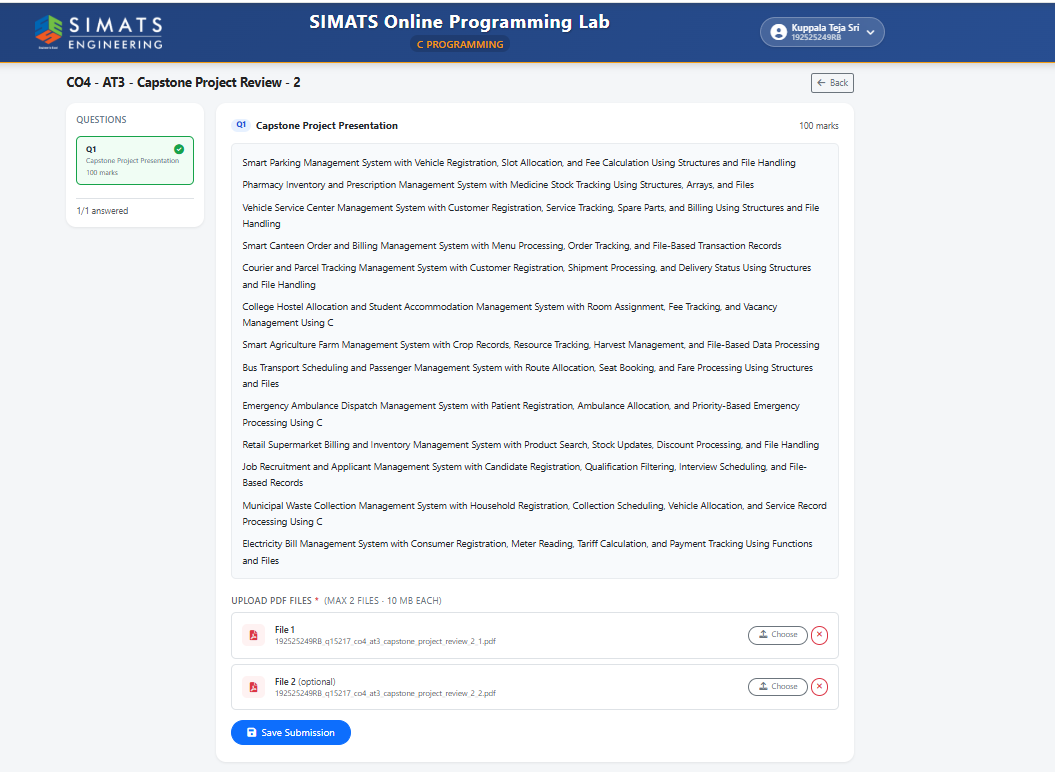 SIMATS
ENGINEERING
SIMATS Online Programming Lab
C PROGRAMMING
Kuppala Teja Sri
192525249RB
CO4 - AT3 - Capstone Project Review - 2
← Back
QUESTIONS
Q1
Capstone Project Presentation
100 marks
1/1 answered
Q1 Capstone Project Presentation
100 marks
Smart Parking Management System with Vehicle Registration, Slot Allocation, and Fee Calculation Using Structures and File Handling
Pharmacy Inventory and Prescription Management System with Medicine Stock Tracking Using Structures, Arrays, and Files
Vehicle Service Center Management System with Customer Registration, Service Tracking, Spare Parts, and Billing Using Structures and File
Handling
Smart Canteen Order and Billing Management System with Menu Processing, Order Tracking, and File-Based Transaction Records
Courier and Parcel Tracking Management System with Customer Registration, Shipment Processing, and Delivery Status Using Structures
and File Handling
College Hostel Allocation and Student Accommodation Management System with Room Assignment, Fee Tracking, and Vacancy
Management Using C
Smart Agriculture Farm Management System with Crop Records, Resource Tracking, Harvest Management, and File-Based Data Processing
Bus Transport Scheduling and Passenger Management System with Route Allocation, Seat Booking, and Fare Processing Using Structures
and Files
Emergency Ambulance Dispatch Management System with Patient Registration, Ambulance Allocation, and Priority-Based Emergency
Processing Using C
Retail Supermarket Billing and Inventory Management System with Product Search, Stock Updates, Discount Processing, and File Handling
Job Recruitment and Applicant Management System with Candidate Registration, Qualification Filtering, Interview Scheduling, and File-
Based Records
Municipal Waste Collection Management System with Household Registration, Collection Scheduling, Vehicle Allocation, and Service Record
Processing Using C
Electricity Bill Management System with Consumer Registration, Meter Reading, Tariff Calculation, and Payment Tracking Using Functions
and Files
UPLOAD PDF FILES * (MAX 2 FILES - 10 MB EACH)
File 1
192525249RB_q15217_co4_at3_capstone_project_review_2_1.pdf
Choose
File 2 (optional)
192525249RB_q15217_co4_at3_capstone_project_review_2_2.pdf
Choose
Save Submission